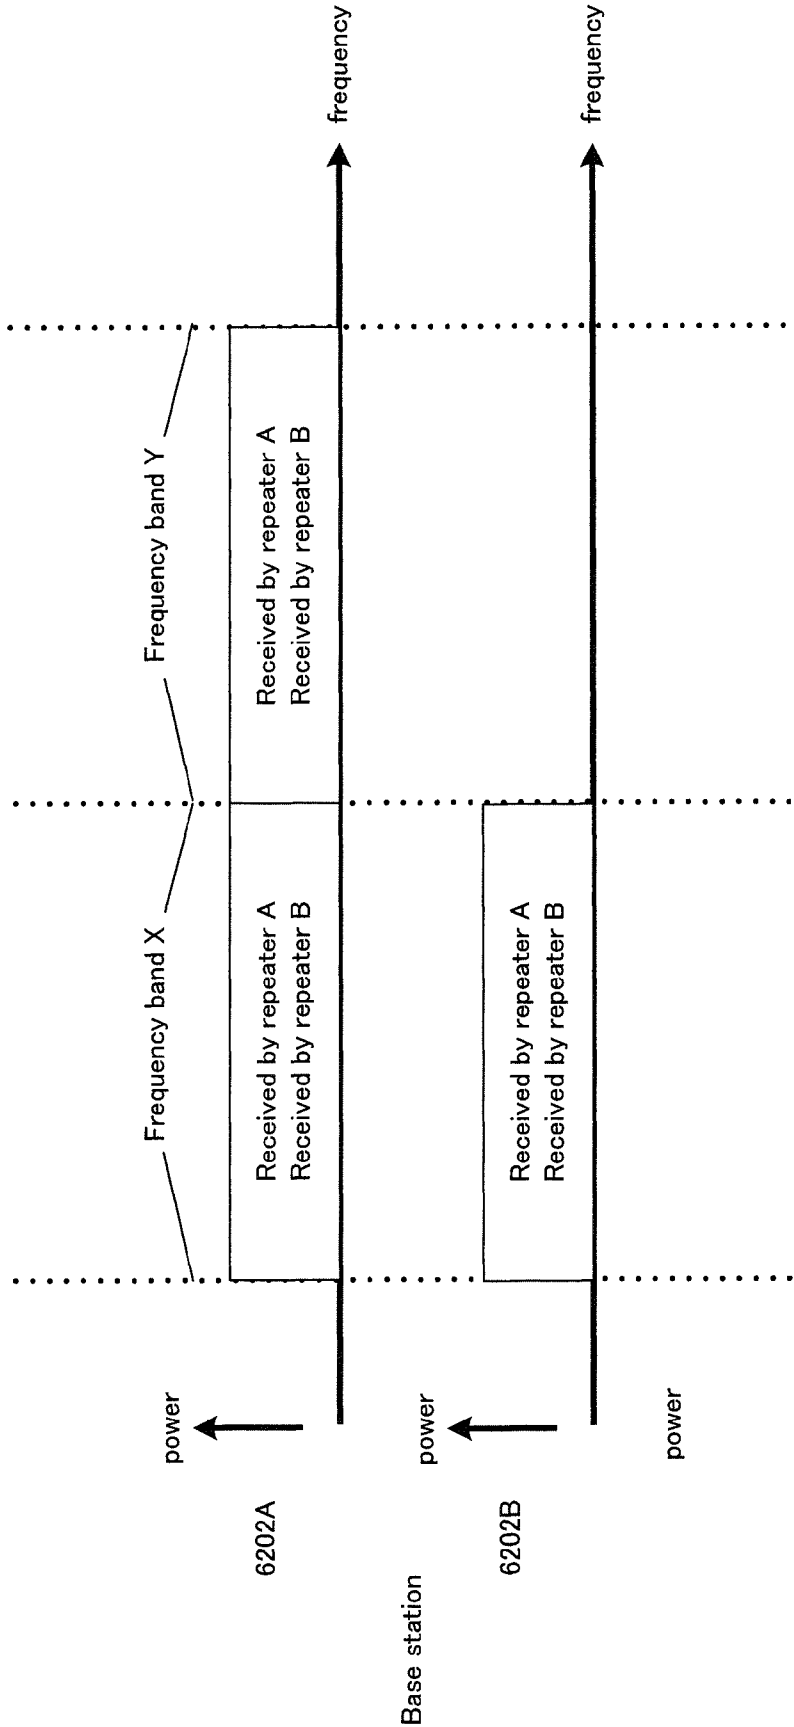 Frequency band X
Frequency band Y
power
6202A
Received by repeater A
Received by repeater B
Received by repeater A
Received by repeater B
frequency
Base station
power
6202B
Received by repeater A
Received by repeater B
frequency
power